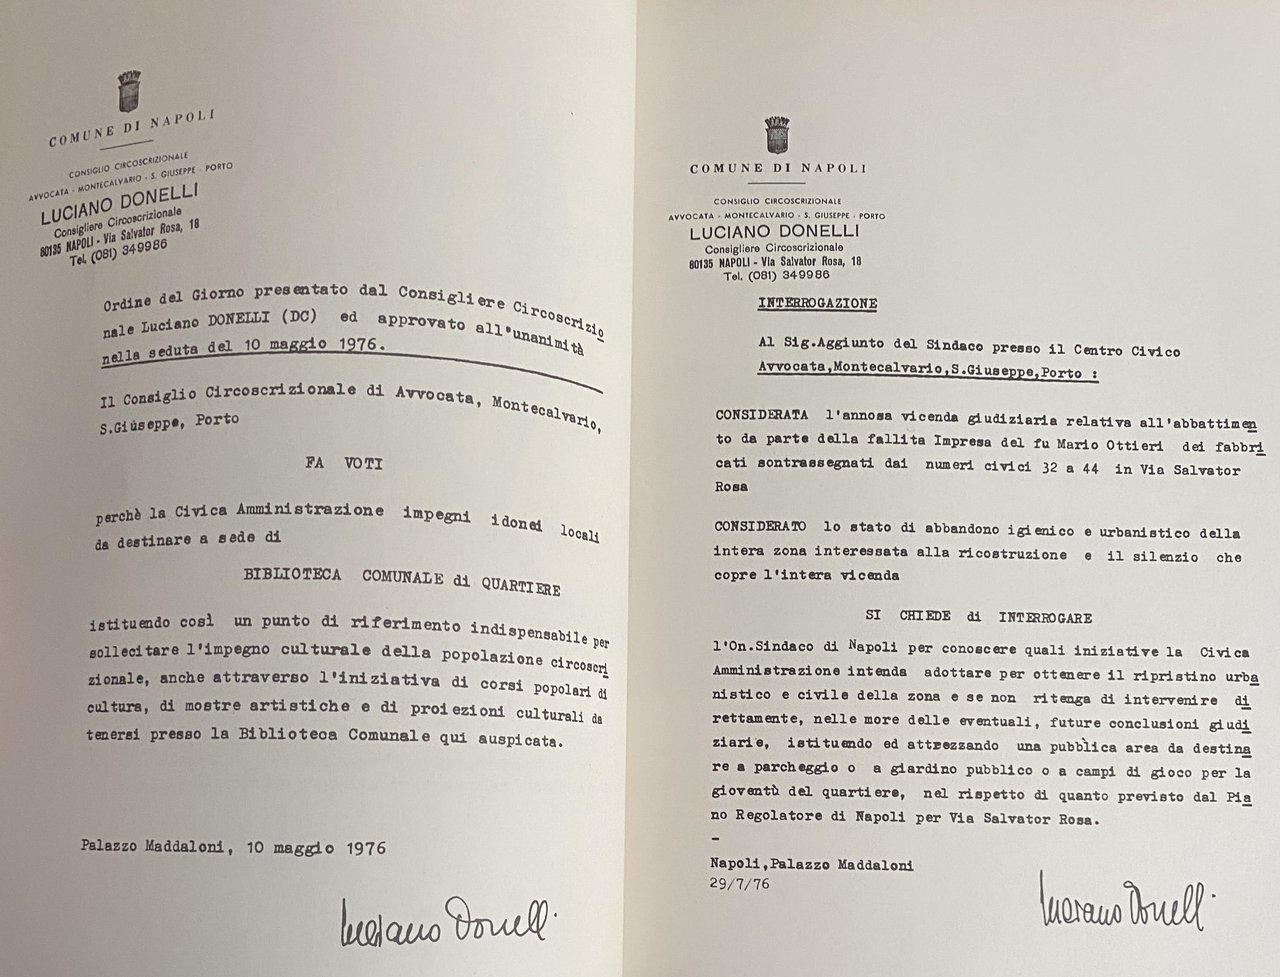 COMUNE DI NAPOLI
CONSIGLIO CIRCOSCRIZIONALE
AVVOCATA - MONTECALVARIO - S. GIUSEPPE - PORTO
LUCIANO DONELLI
Consigliere Circoscrizionale
80135 NAPOLI - Via Salvator Rosa, 18
Tel. (081) 349986
Ordine del Giorno presentato dal Consigliere Circoscrizio
nale Luciano DONELLI (DC) ed approvato all'unanimità
nella seduta del 10 maggio 1976.
Il Consiglio Circoscrizionale di Avvocata, Montecalvario,
S.Giúseppe, Porto
FA VOTI
perchè la Civica Amministrazione impegni idonei locali
da destinare a sede di
BIBLIOTECA COMUNALE di QUARTIERE
istituendo così un punto di riferimento indispensabile per
sollecitare l'impegno culturale della popolazione circoscri
zionale, anche attraverso l'iniziativa di corsi popolari di
cultura, di mostre artistiche e di proiezioni culturali da
tenersi presso la Biblioteca Comunale qui auspicata.
Palazzo Maddaloni, 10 maggio 1976
Luciano Donelli
COMUNE DI NAPOLI
CONSIGLIO CIRCOSCRIZIONALE
AVVOCATA - MONTECALVARIO - S. GIUSEPPE - PORTO
LUCIANO DONELLI
Consigliere Circoscrizionale
80135 NAPOLI - Via Salvator Rosa, 18
Tel. (081) 349986
INTERROGAZIONE
Al Sig.Aggiunto del Sindaco presso il Centro Civico
Avvocata,Montecalvario,S.Giuseppe,Porto :
CONSIDERATA l'annosa vicenda giudiziaria relativa all'abbattimen
to da parte della fallita Impresa del fu Mario Ottieri dei fabbri
cati sontrassegnati dai numeri civici 32 a 44 in Via Salvator
Rosa
CONSIDERATO lo stato di abbandono igienico e urbanistico della
intera zona interessata alla ricostruzione e il silenzio che
copre l'intera vicenda
SI CHIEDE di INTERROGARE
l'On.Sindaco di Napoli per conoscere quali iniziative la Civica
Amministrazione intenda adottare per ottenere il ripristino urba
nistico e civile della zona e se non ritenga di intervenire di
rettamente, nelle more delle eventuali, future conclusioni giudi
ziarie, istituendo ed attrezzando una pubblica area da destina
re a parcheggio o a giardino pubblico o a campi di gioco per la
gioventù del quartiere, nel rispetto di quanto previsto dal Pia
no Regolatore di Napoli per Via Salvator Rosa.
-
Napoli,Palazzo Maddaloni
29/7/76
Luciano Donelli